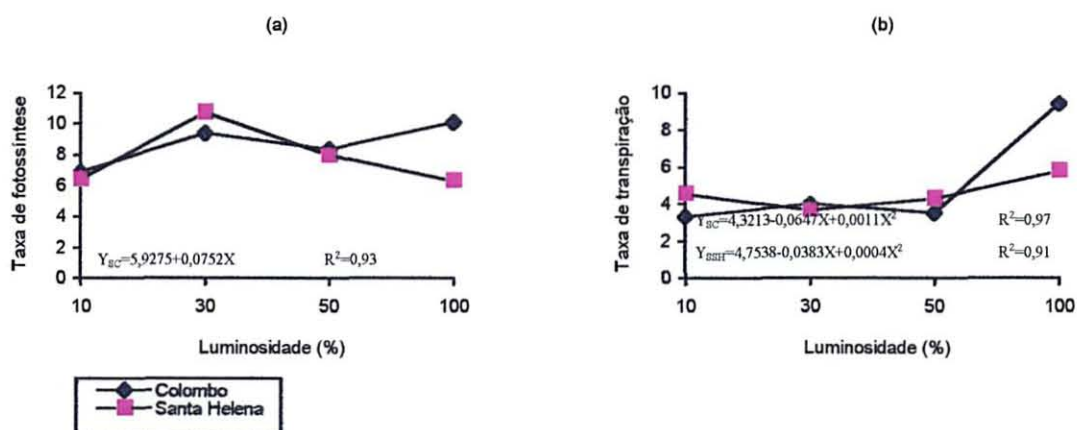 (a)
Taxa de fotossíntese
12
10
8
6
4
2
0
Y_SC=5,9275+0,0752X R²=0,93
10 30 50 100
Luminosidade (%)
(b)
Taxa de transpiração
10
8
6
4
2
0
Y_SC=4,3213-0,0647X+0,0011X² R²=0,97
Y_SSH=4,7538-0,0383X+0,0004X² R²=0,91
10 30 50 100
Luminosidade (%)
Colombo
Santa Helena